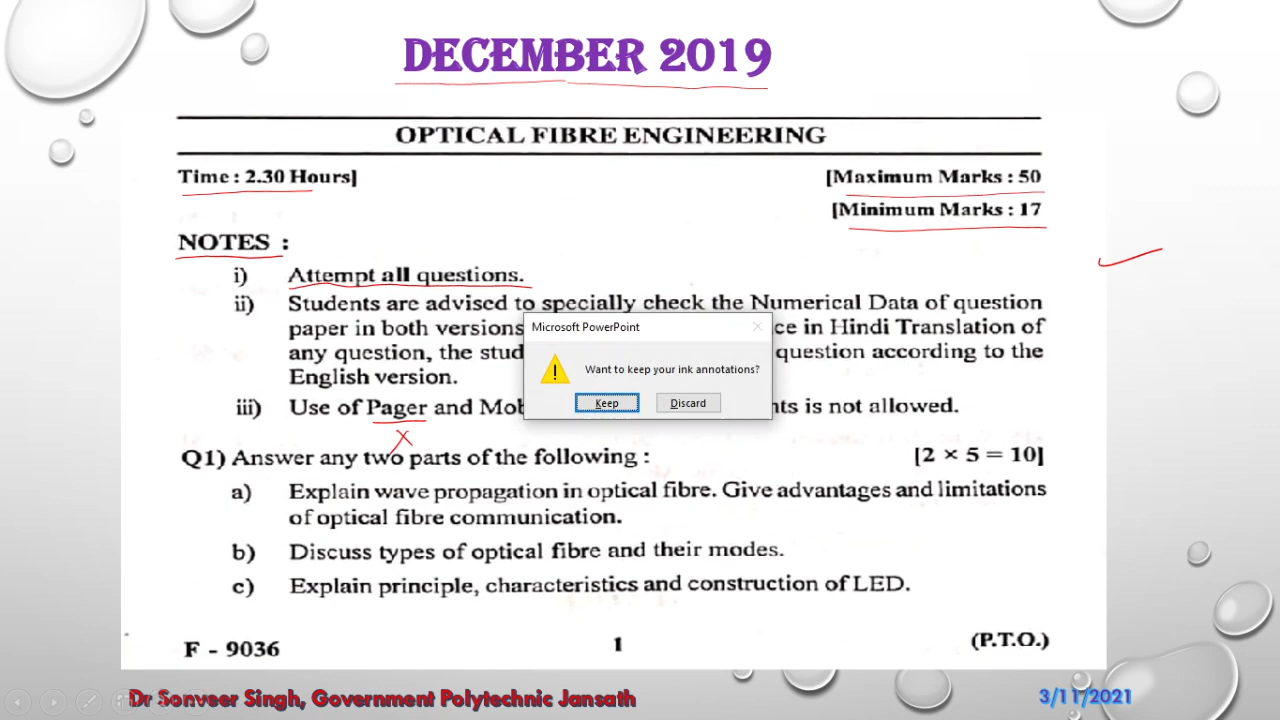 DECEMBER 2019
OPTICAL FIBRE ENGINEERING
Time : 2.30 Hours]
[Maximum Marks : 50
[Minimum Marks : 17
NOTES :
i) Attempt all questions.
ii) Students are advised to specially check the Numerical Data of question
paper in both versions ce in Hindi Translation of
any question, the stud question according to the
English version.
iii) Use of Pager and Mob ts is not allowed.
Microsoft PowerPoint
Want to keep your ink annotations?
Keep
Discard
Q1) Answer any two parts of the following : [2 × 5 = 10]
a) Explain wave propagation in optical fibre. Give advantages and limitations
of optical fibre communication.
b) Discuss types of optical fibre and their modes.
c) Explain principle, characteristics and construction of LED.
F - 9036 1 (P.T.O.)
Dr Sonveer Singh, Government Polytechnic Jansath 3/11/2021